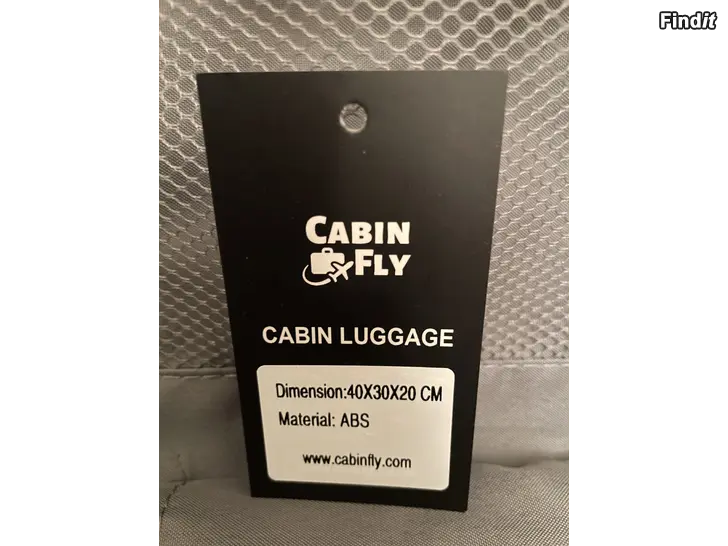 Findit
CABIN
FLY
CABIN LUGGAGE
Dimension:40X30X20 CM
Material: ABS
www.cabinfly.com